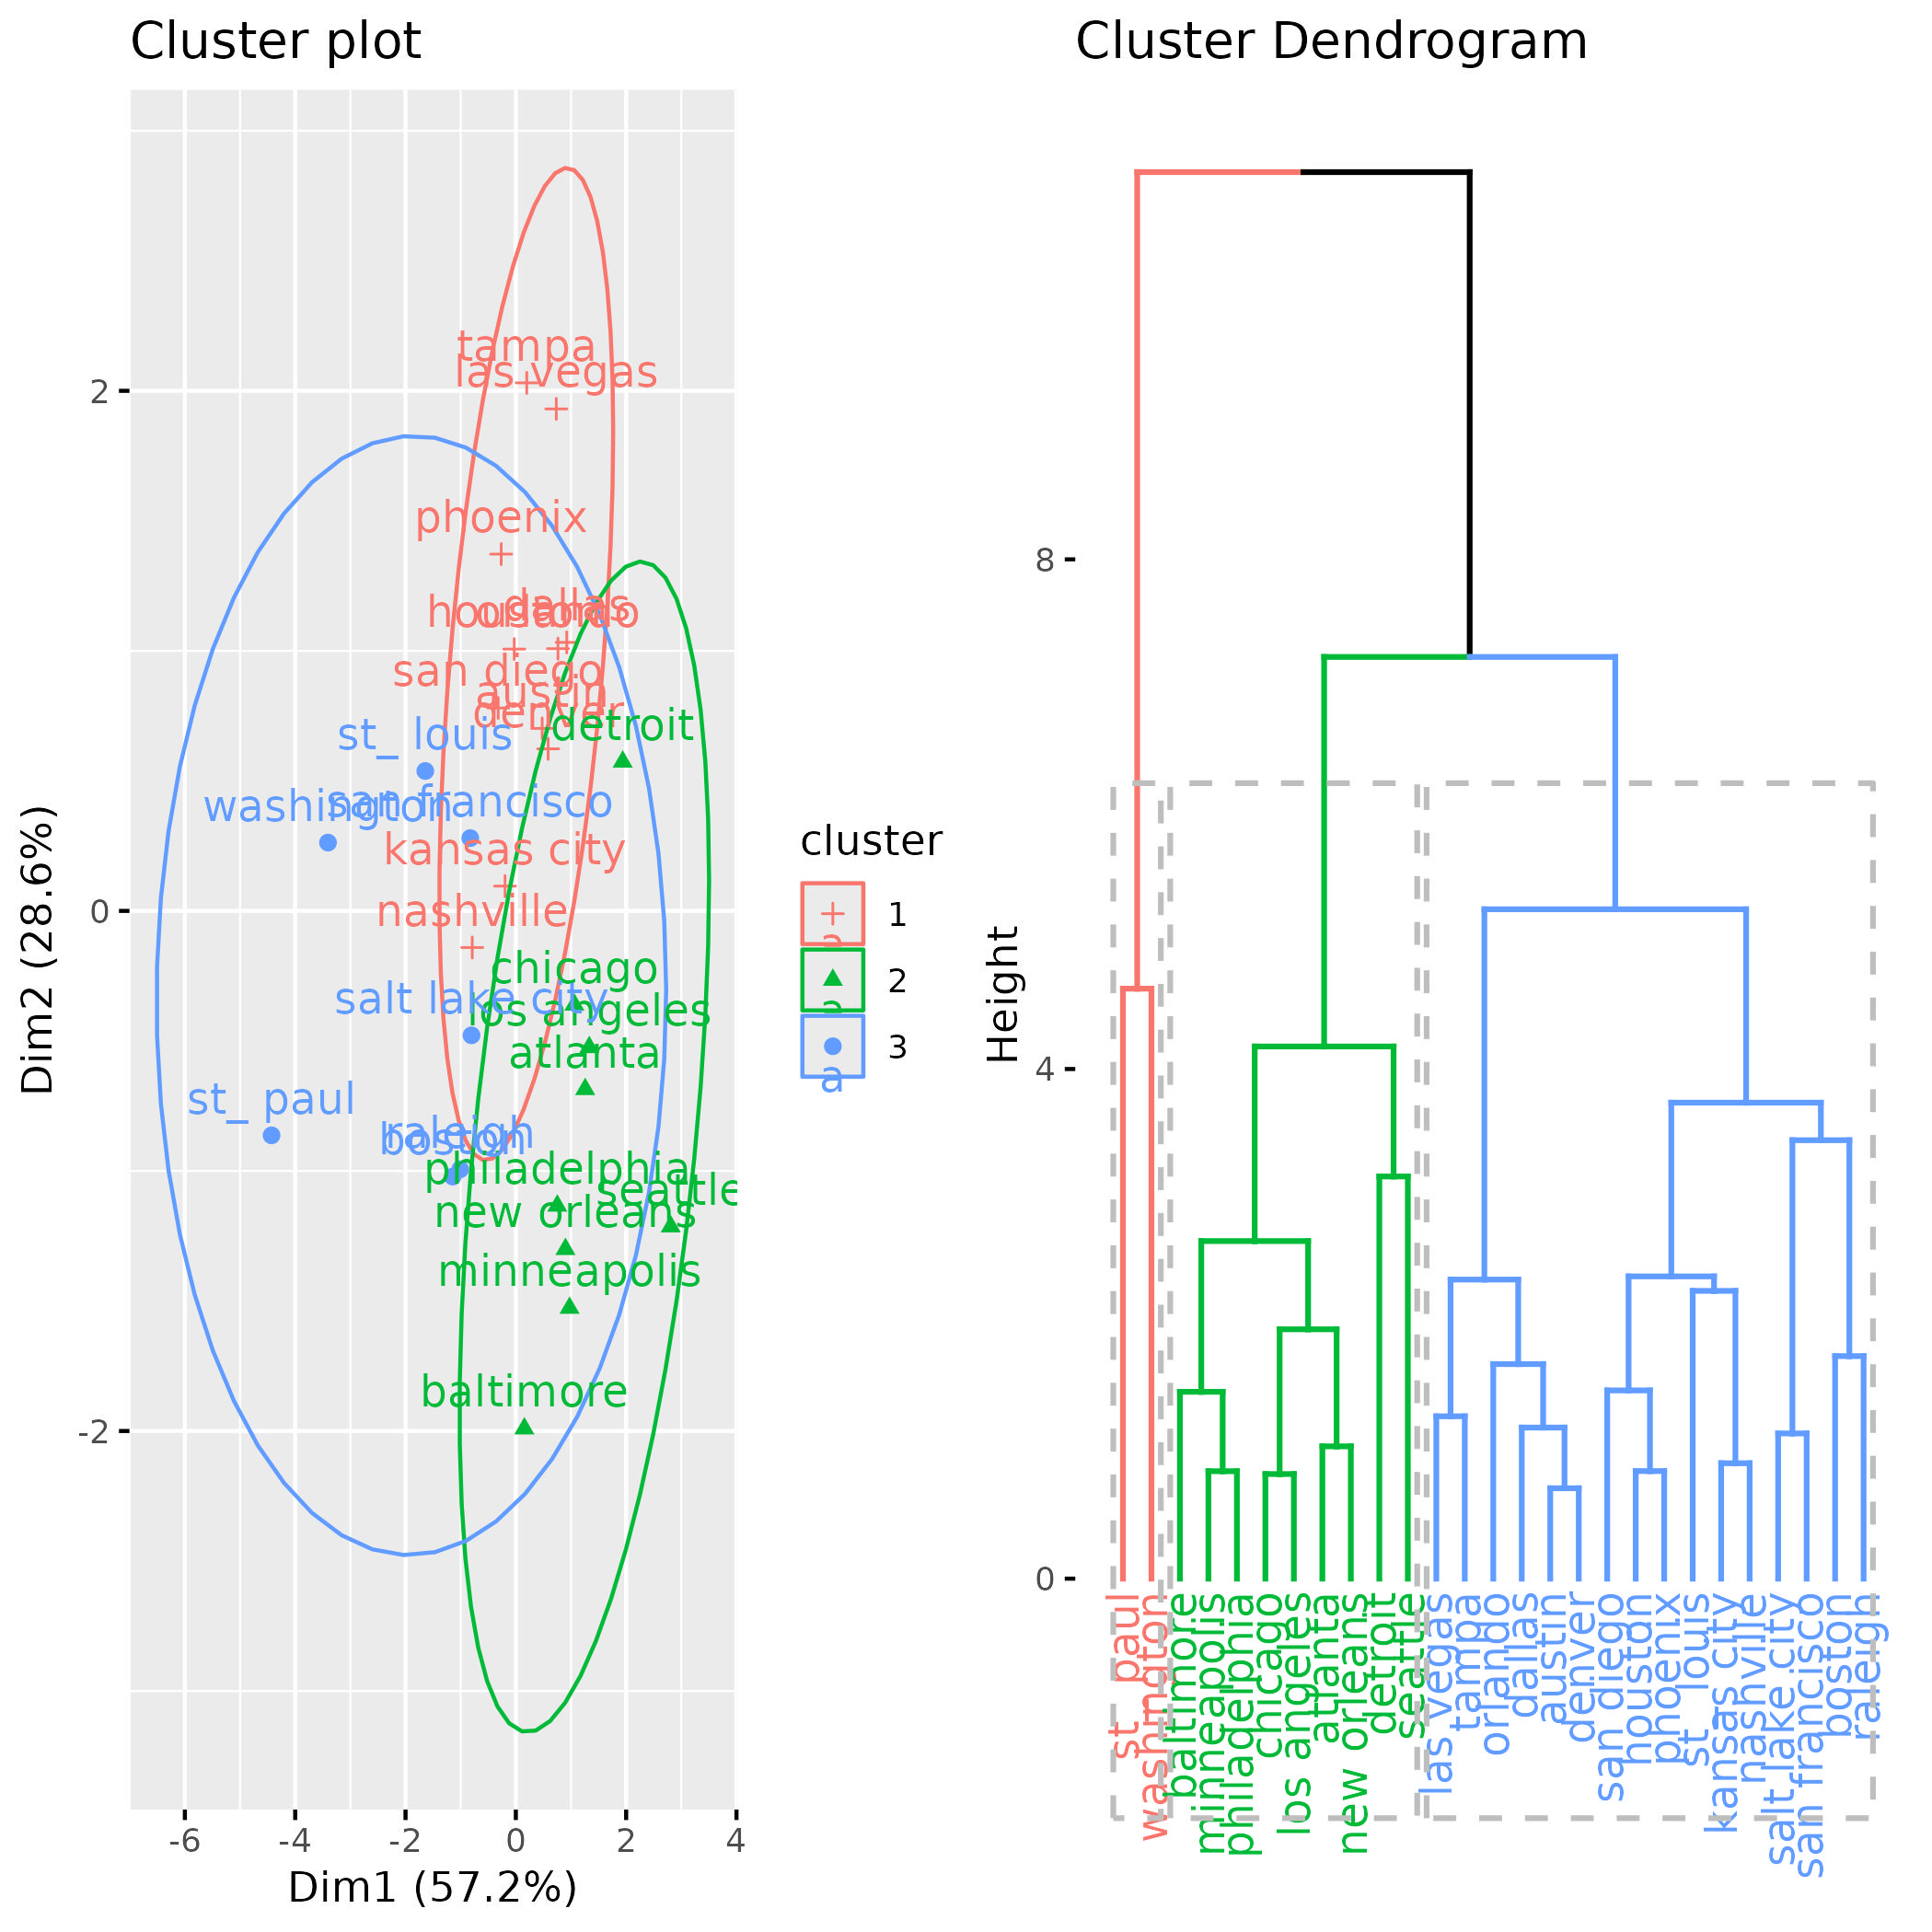 Cluster plot
tampa
las vegas
phoenix
dallas
houston
orlando
san diego
austin
denver
detroit
st_ louis
san francisco
washington
kansas city
nashville
chicago
salt lake city
los angeles
atlanta
st_ paul
raleigh
boston
philadelphia
seattle
new orleans
minneapolis
baltimore
2
0
-2
Dim2 (28.6%)
-6 -4 -2 0 2 4
Dim1 (57.2%)
cluster
1
2
3
a
Cluster Dendrogram
8
4
0
Height
st_ paul
washington
baltimore
minneapolis
philadelphia
chicago
los angeles
atlanta
new orleans
detroit
seattle
las vegas
tampa
orlando
dallas
austin
denver
san diego
houston
phoenix
st_ louis
kansas city
nashville
salt lake city
san francisco
boston
raleigh